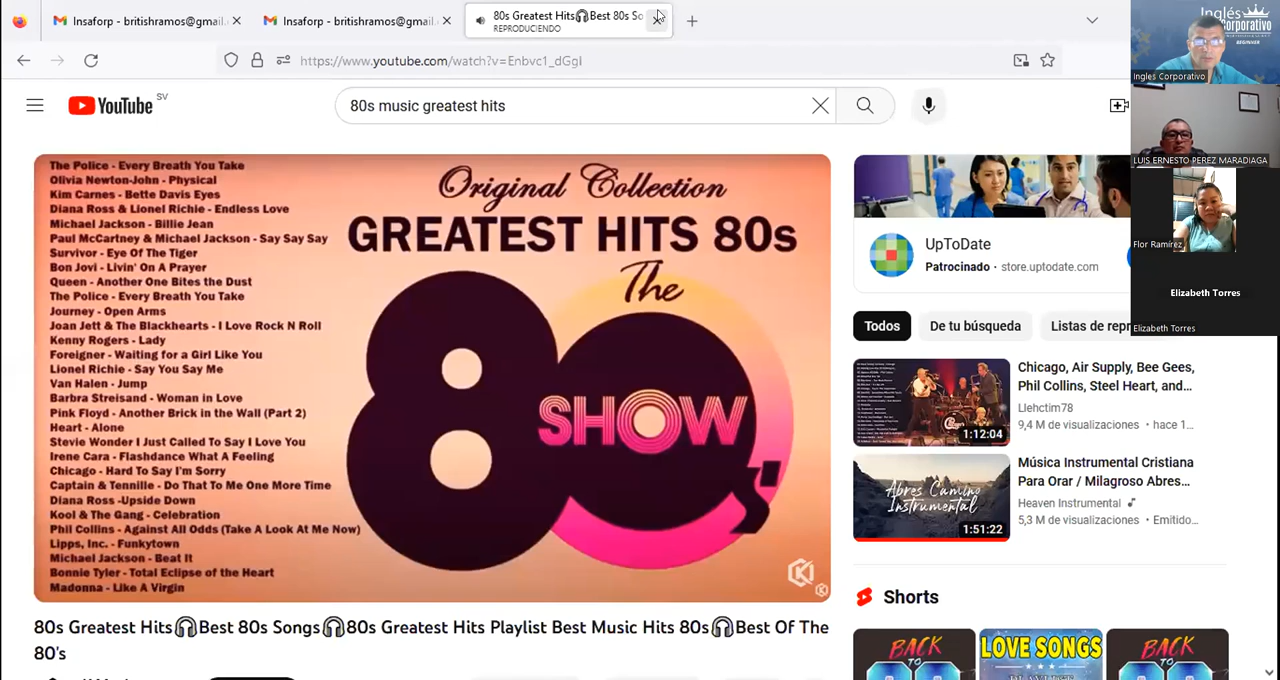 Insaforp - britishramos@gmail.
Insaforp - britishramos@gmail.
80s Greatest Hits🎧Best 80s So
REPRODUCIENDO
https://www.youtube.com/watch?v=Enbvc1_dGgI
YouTube SV
80s music greatest hits
The Police - Every Breath You Take
Olivia Newton-John - Physical
Kim Carnes - Bette Davis Eyes
Diana Ross & Lionel Richie - Endless Love
Michael Jackson - Billie Jean
Paul McCartney & Michael Jackson - Say Say Say
Survivor - Eye Of The Tiger
Bon Jovi - Livin' On A Prayer
Queen - Another One Bites the Dust
The Police - Every Breath You Take
Journey - Open Arms
Joan Jett & The Blackhearts - I Love Rock N Roll
Kenny Rogers - Lady
Foreigner - Waiting for a Girl Like You
Lionel Richie - Say You Say Me
Van Halen - Jump
Barbra Streisand - Woman in Love
Pink Floyd - Another Brick in the Wall (Part 2)
Heart - Alone
Stevie Wonder I Just Called To Say I Love You
Irene Cara - Flashdance What A Feeling
Chicago - Hard To Say I'm Sorry
Captain & Tennille - Do That To Me One More Time
Diana Ross -Upside Down
Kool & The Gang - Celebration
Phil Collins - Against All Odds (Take A Look At Me Now)
Lipps, Inc. - Funkytown
Michael Jackson - Beat It
Bonnie Tyler - Total Eclipse of the Heart
Madonna - Like A Virgin
Original Collection
GREATEST HITS 80s
The
80s'
SHOW
80s Greatest Hits🎧Best 80s Songs🎧80s Greatest Hits Playlist Best Music Hits 80s🎧Best Of The
80's
UpToDate
Patrocinado · store.uptodate.com
Todos
De tu búsqueda
Listas de repr
Chicago, Air Supply, Bee Gees,
Phil Collins, Steel Heart, and...
Llehctim78
9,4 M de visualizaciones · hace 1...
1:12:04
Música Instrumental Cristiana
Para Orar / Milagroso Abres...
Heaven Instrumental
5,3 M de visualizaciones · Emitido...
Abres Camino
Instrumental
1:51:22
Shorts
BACK
TO
LOVE SONGS
BACK
TO
Inglés
Corporativo
BEGINNER
Ingles Corporativo
LUIS ERNESTO PEREZ MARADIAGA
Flor Ramírez
Elizabeth Torres
Elizabeth Torres